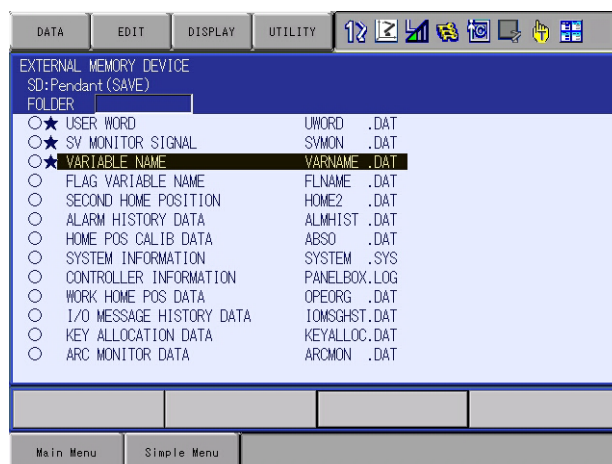 DATA EDIT DISPLAY UTILITY
EXTERNAL MEMORY DEVICE
SD:Pendant(SAVE)
FOLDER
○★ USER WORD UWORD .DAT
○★ SV MONITOR SIGNAL SVMON .DAT
○★ VARIABLE NAME VARNAME .DAT
○ FLAG VARIABLE NAME FLNAME .DAT
○ SECOND HOME POSITION HOME2 .DAT
○ ALARM HISTORY DATA ALMHIST .DAT
○ HOME POS CALIB DATA ABSO .DAT
○ SYSTEM INFORMATION SYSTEM .SYS
○ CONTROLLER INFORMATION PANELBOX.LOG
○ WORK HOME POS DATA OPEORG .DAT
○ I/O MESSAGE HISTORY DATA IOMSGHST.DAT
○ KEY ALLOCATION DATA KEYALLOC.DAT
○ ARC MONITOR DATA ARCMON .DAT
Main Menu Simple Menu